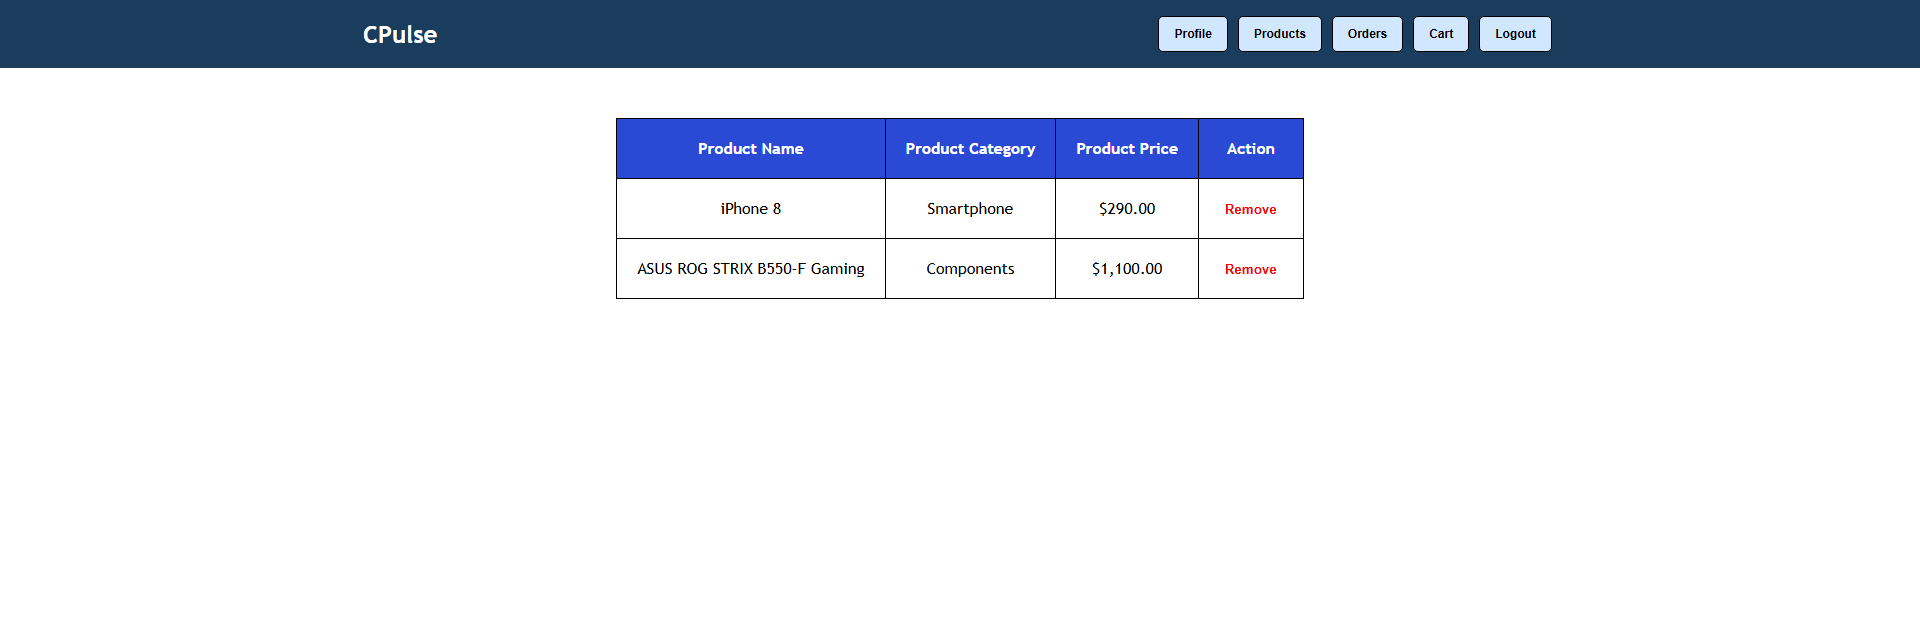 CPulse Profile Products Orders Cart Logout
Product Name Product Category Product Price Action
iPhone 8 Smartphone $290.00 Remove
ASUS ROG STRIX B550-F Gaming Components $1,100.00 Remove